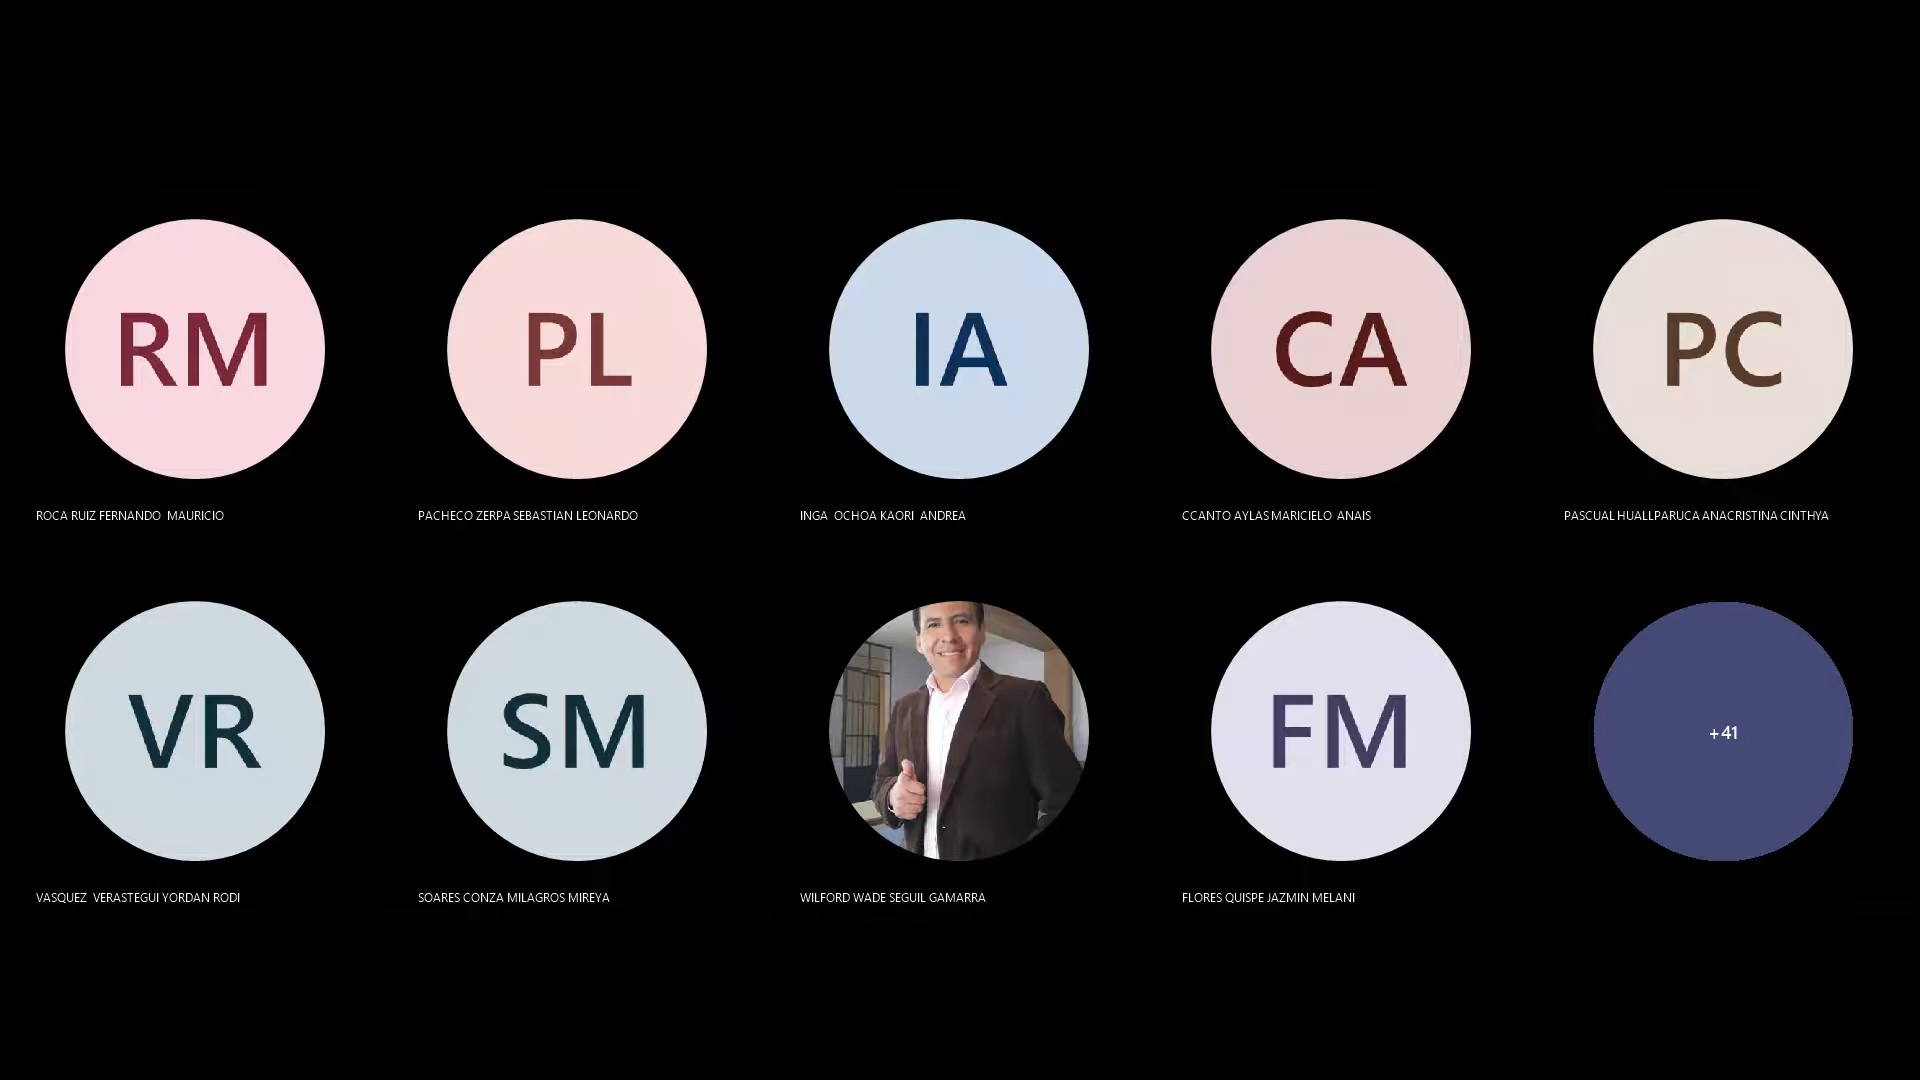 RM
PL
IA
CA
PC
ROCA RUIZ FERNANDO  MAURICIO
PACHECO ZERPA SEBASTIAN LEONARDO
INGA  OCHOA KAORI  ANDREA
CCANTO AYLAS MARICIELO  ANAIS
PASCUAL HUALLPARUCA ANACRISTINA CINTHYA
VR
SM
FM
+41
VASQUEZ  VERASTEGUI YORDAN RODI
SOARES CONZA MILAGROS MIREYA
WILFORD WADE SEGUIL GAMARRA
FLORES QUISPE JAZMIN MELANI